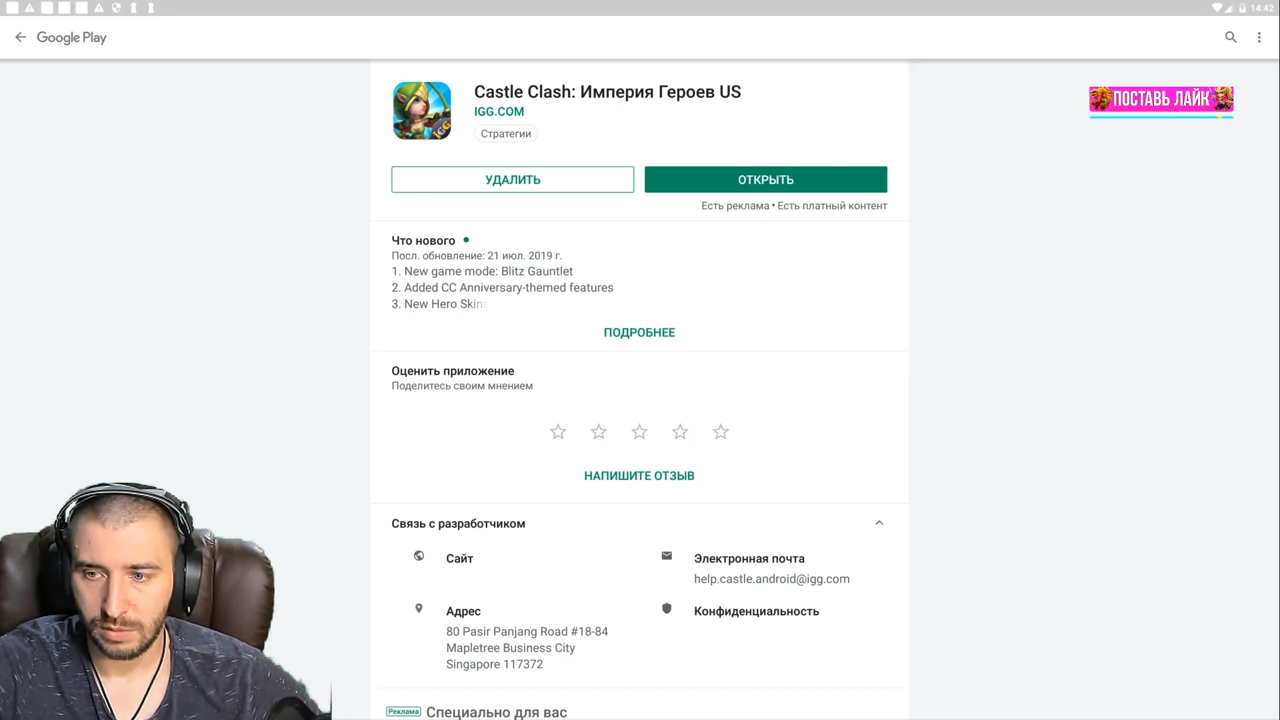 14:42
Google Play
Castle Clash: Империя Героев US
IGG.COM
IGG
Стратегии
ПОСТАВЬ ЛАЙК
УДАЛИТЬ
ОТКРЫТЬ
Есть реклама • Есть платный контент
Что нового
Посл. обновление: 21 июл. 2019 г.
1. New game mode: Blitz Gauntlet
2. Added CC Anniversary-themed features
3. New Hero Skins
ПОДРОБНЕЕ
Оценить приложение
Поделитесь своим мнением
НАПИШИТЕ ОТЗЫВ
Связь с разработчиком
Сайт
Электронная почта
help.castle.android@igg.com
Адрес
80 Pasir Panjang Road #18-84
Mapletree Business City
Singapore 117372
Конфиденциальность
Реклама Специально для вас